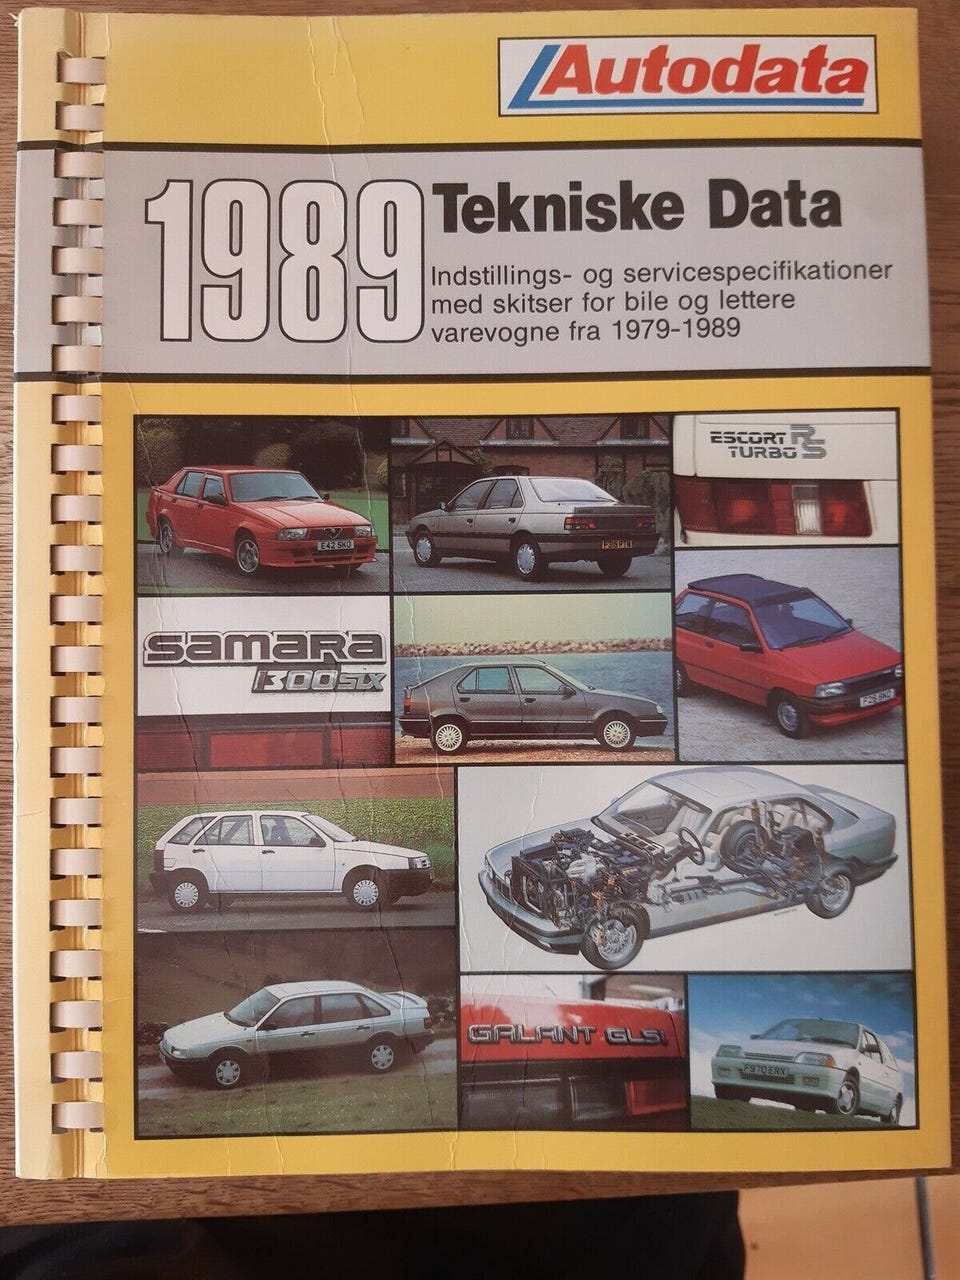 Autodata
1989
Tekniske Data
Indstillings- og servicespecifikationer
med skitser for bile og lettere
varevogne fra 1979-1989
ESCORT RS
TURBO
E42 SKO
SAMARA
1300SLX
GALANT GLSi
F970 ERX